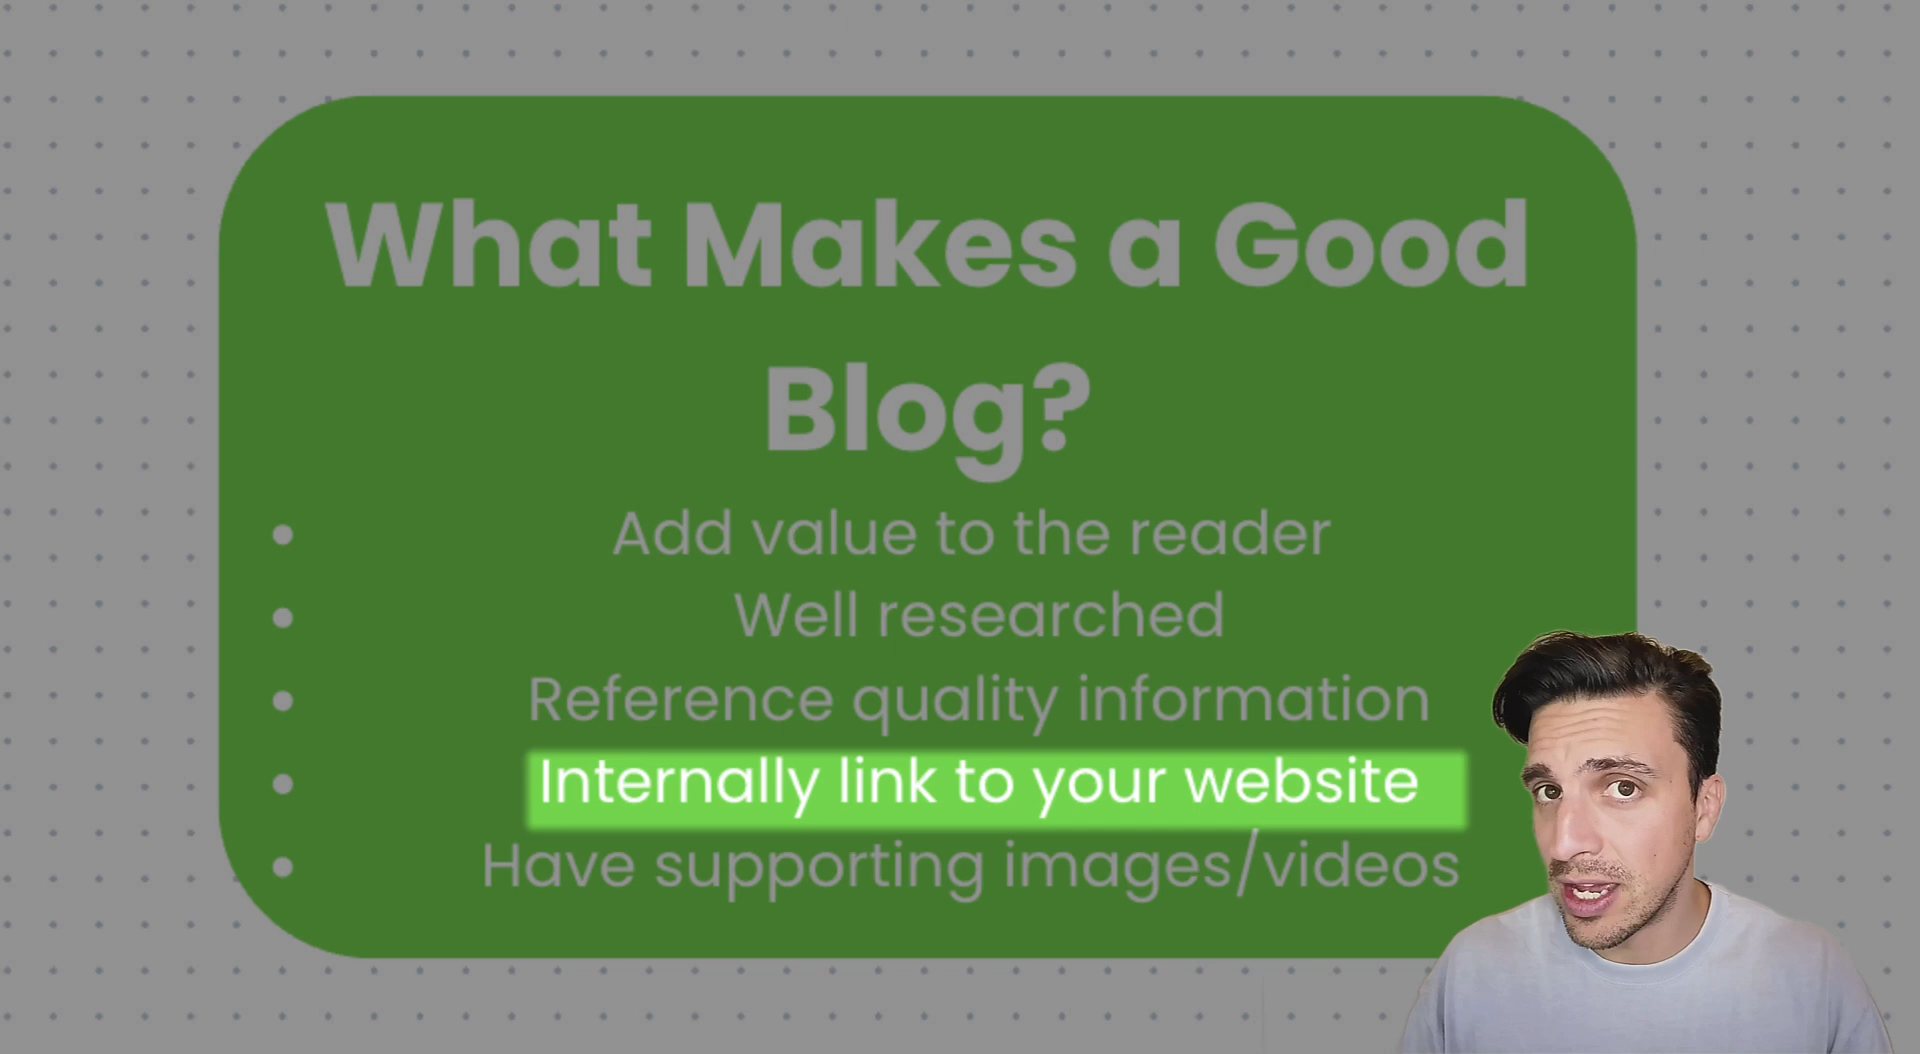 What Makes a Good
Blog?
• Add value to the reader
• Well researched
• Reference quality information
• Internally link to your website
• Have supporting images/videos